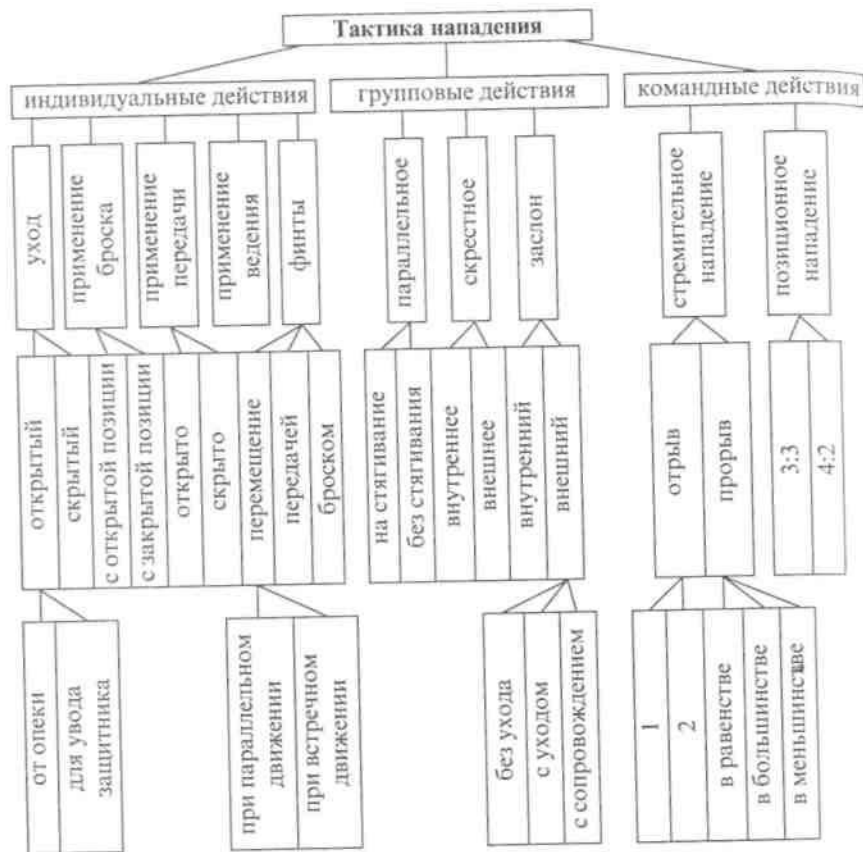 Тактика нападения
индивидуальные действия
групповые действия
командные действия
уход
применение
броска
применение
передачи
применение
ведения
финты
параллельное
скрестное
заслон
стремительное
нападение
позиционное
нападение
открытый
скрытый
с открытой позиции
с закрытой позиции
открыто
скрыто
перемещение
передачей
броском
на стягивание
без стягивания
внутреннее
внешнее
внутренний
внешний
отрыв
прорыв
3:3
4:2
от опеки
для увода
защитника
при параллельном
движении
при встречном
движении
без ухода
с уходом
с сопровождением
1
2
в равенстве
в большинстве
в меньшинстве